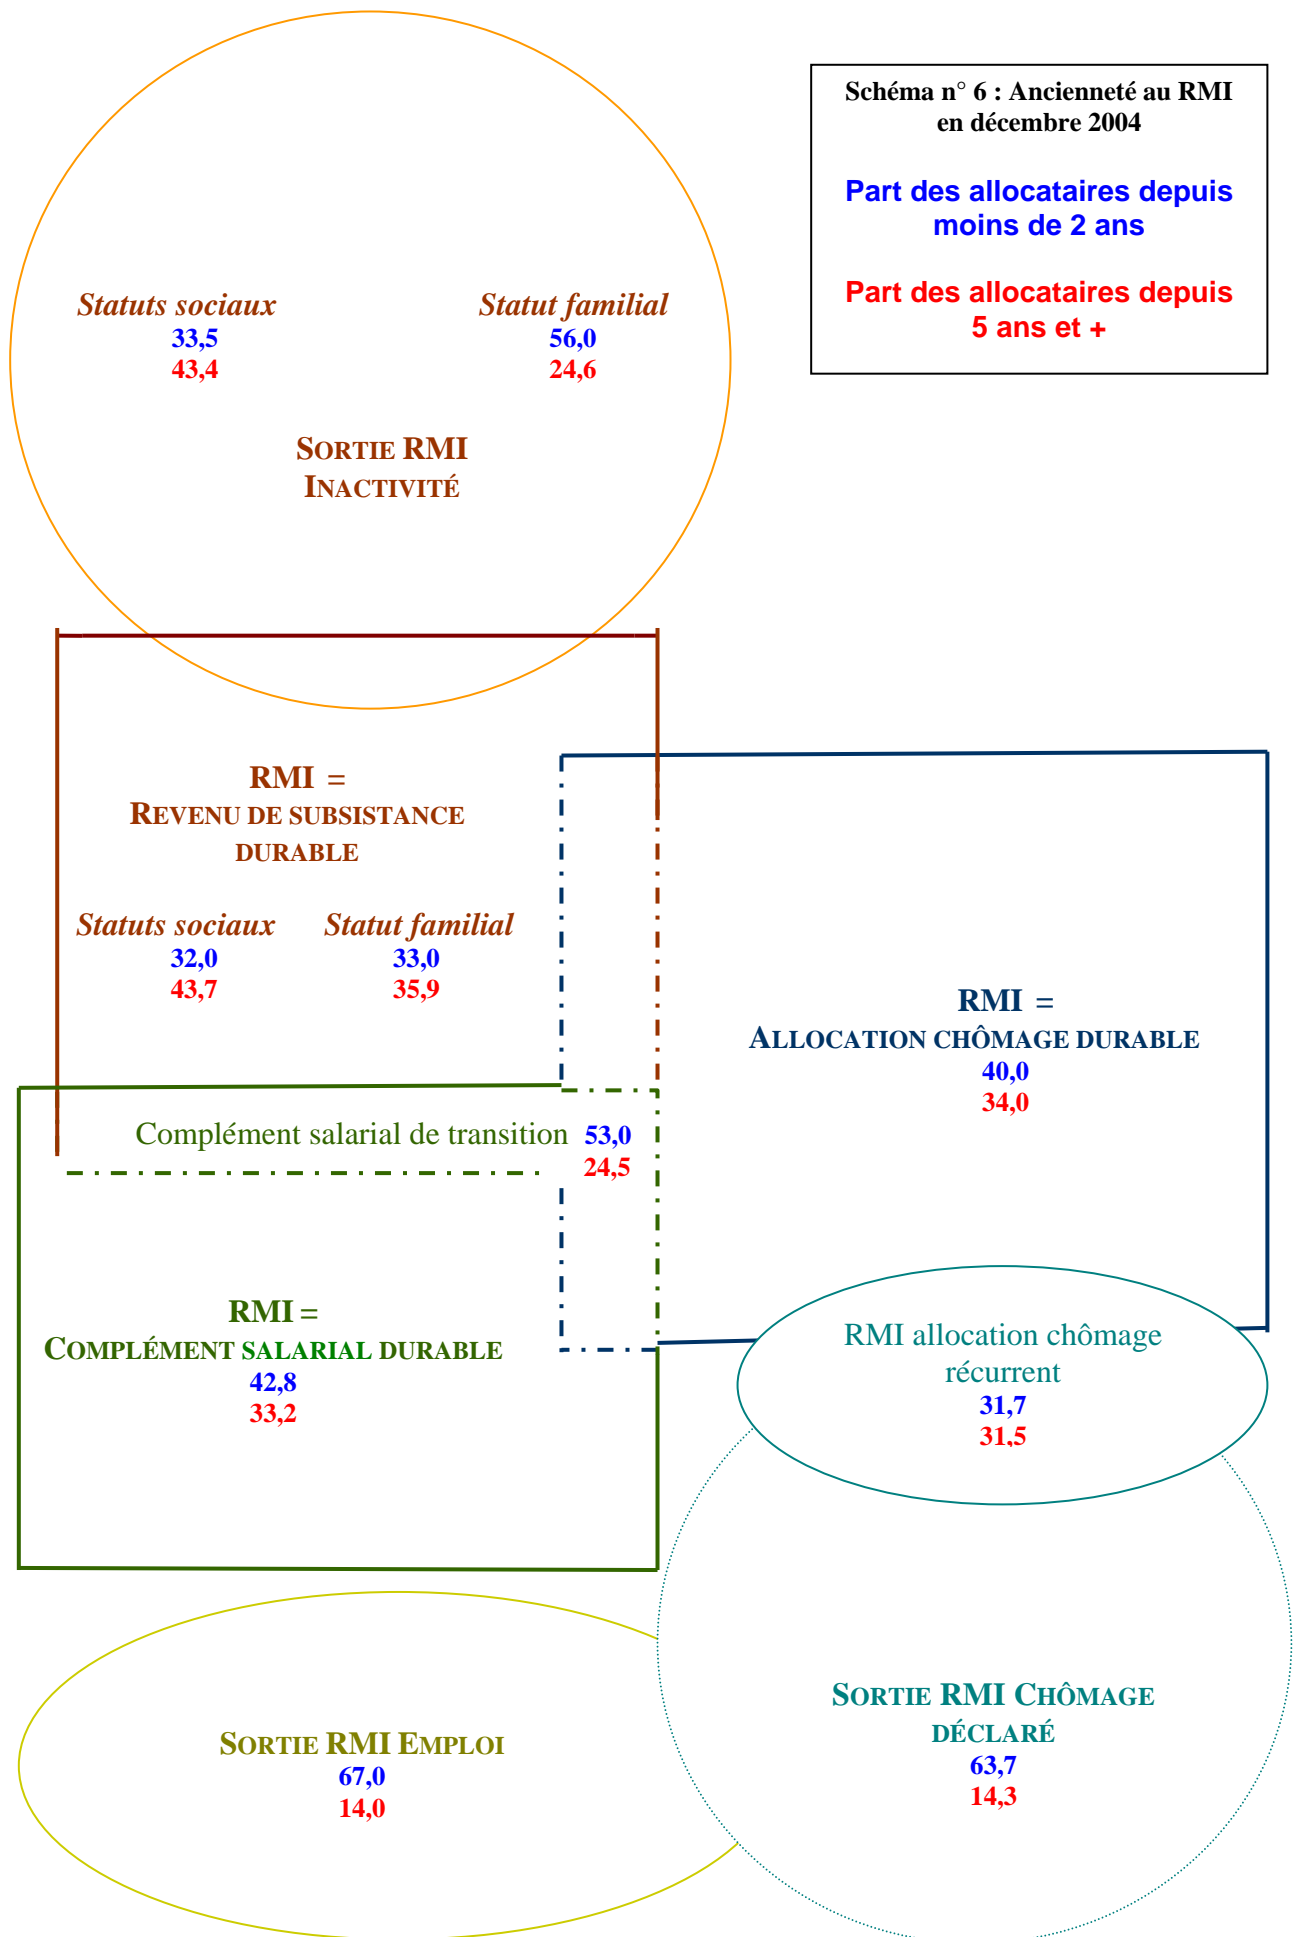 Schéma n° 6 : Ancienneté au RMI
en décembre 2004
Part des allocataires depuis
moins de 2 ans
Part des allocataires depuis
5 ans et +
Statuts sociaux
33,5
43,4
Statut familial
56,0
24,6
SORTIE RMI
INACTIVITÉ
RMI =
REVENU DE SUBSISTANCE
DURABLE
Statuts sociaux
32,0
43,7
Statut familial
33,0
35,9
RMI =
ALLOCATION CHÔMAGE DURABLE
40,0
34,0
Complément salarial de transition
53,0
24,5
RMI =
COMPLÉMENT SALARIAL DURABLE
42,8
33,2
RMI allocation chômage
récurrent
31,7
31,5
SORTIE RMI CHÔMAGE
DÉCLARÉ
63,7
14,3
SORTIE RMI EMPLOI
67,0
14,0